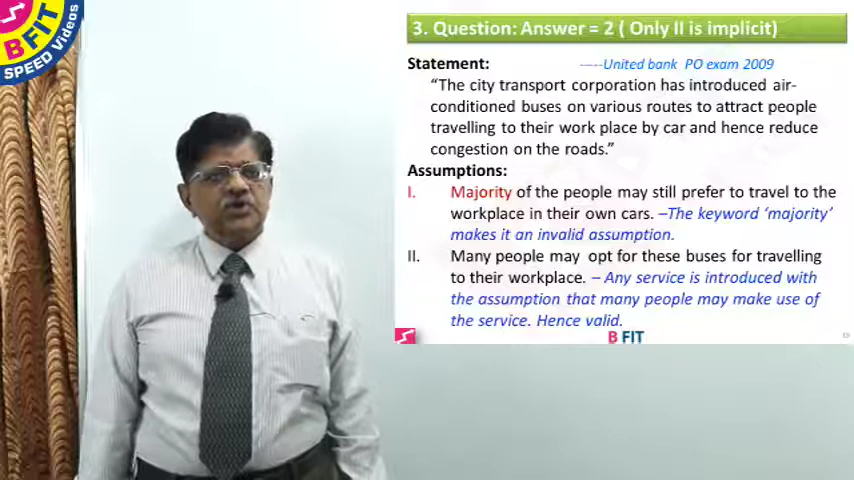 BFIT
SPEED Videos
3. Question: Answer = 2 ( Only II is implicit)
Statement: -----United bank PO exam 2009
“The city transport corporation has introduced air-
conditioned buses on various routes to attract people
travelling to their work place by car and hence reduce
congestion on the roads.”
Assumptions:
I. Majority of the people may still prefer to travel to the
workplace in their own cars. –The keyword ‘majority’
makes it an invalid assumption.
II. Many people may opt for these buses for travelling
to their workplace. – Any service is introduced with
the assumption that many people may make use of
the service. Hence valid.
B FIT